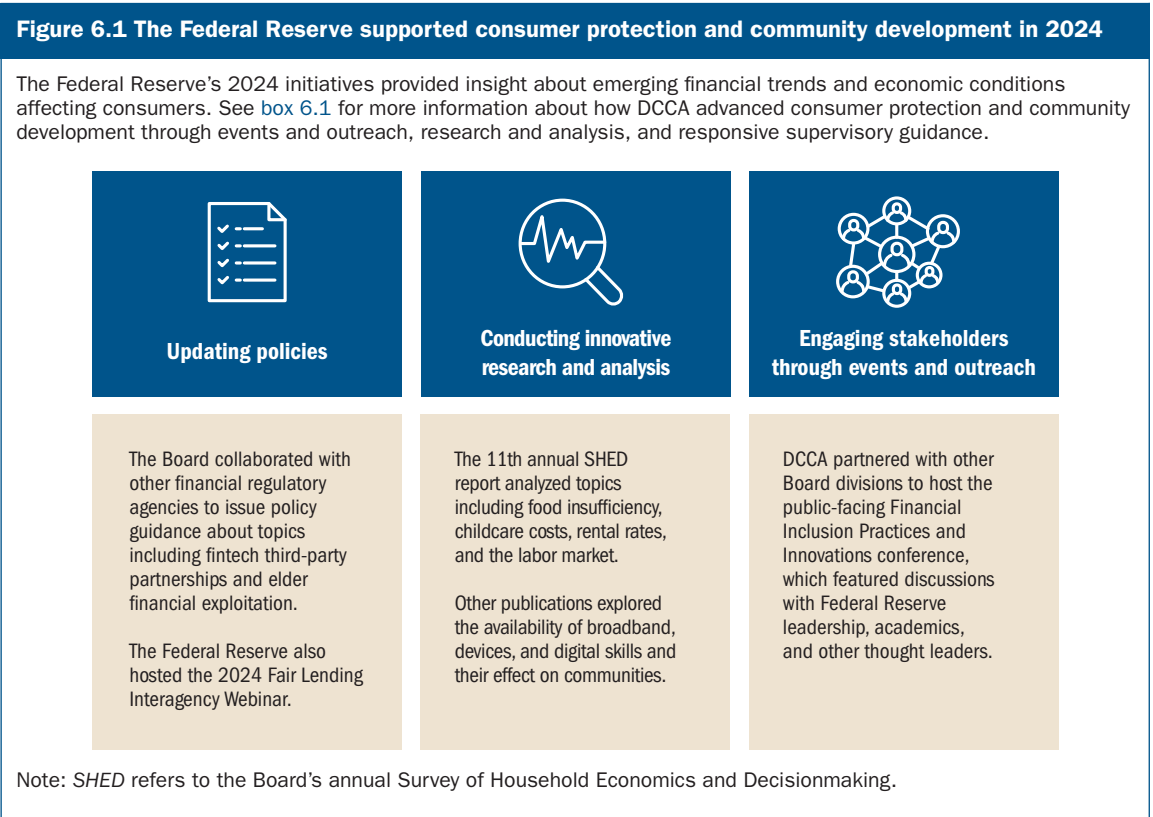 Figure 6.1 The Federal Reserve supported consumer protection and community development in 2024
The Federal Reserve's 2024 initiatives provided insight about emerging financial trends and economic conditions
affecting consumers. See box 6.1 for more information about how DCCA advanced consumer protection and community
development through events and outreach, research and analysis, and responsive supervisory guidance.
Updating policies
The Board collaborated with
other financial regulatory
agencies to issue policy
guidance about topics
including fintech third-party
partnerships and elder
financial exploitation.
The Federal Reserve also
hosted the 2024 Fair Lending
Interagency Webinar.
Conducting innovative
research and analysis
The 11th annual SHED
report analyzed topics
including food insufficiency,
childcare costs, rental rates,
and the labor market.
Other publications explored
the availability of broadband,
devices, and digital skills and
their effect on communities.
Engaging stakeholders
through events and outreach
DCCA partnered with other
Board divisions to host the
public-facing Financial
Inclusion Practices and
Innovations conference,
which featured discussions
with Federal Reserve
leadership, academics,
and other thought leaders.
Note: SHED refers to the Board's annual Survey of Household Economics and Decisionmaking.